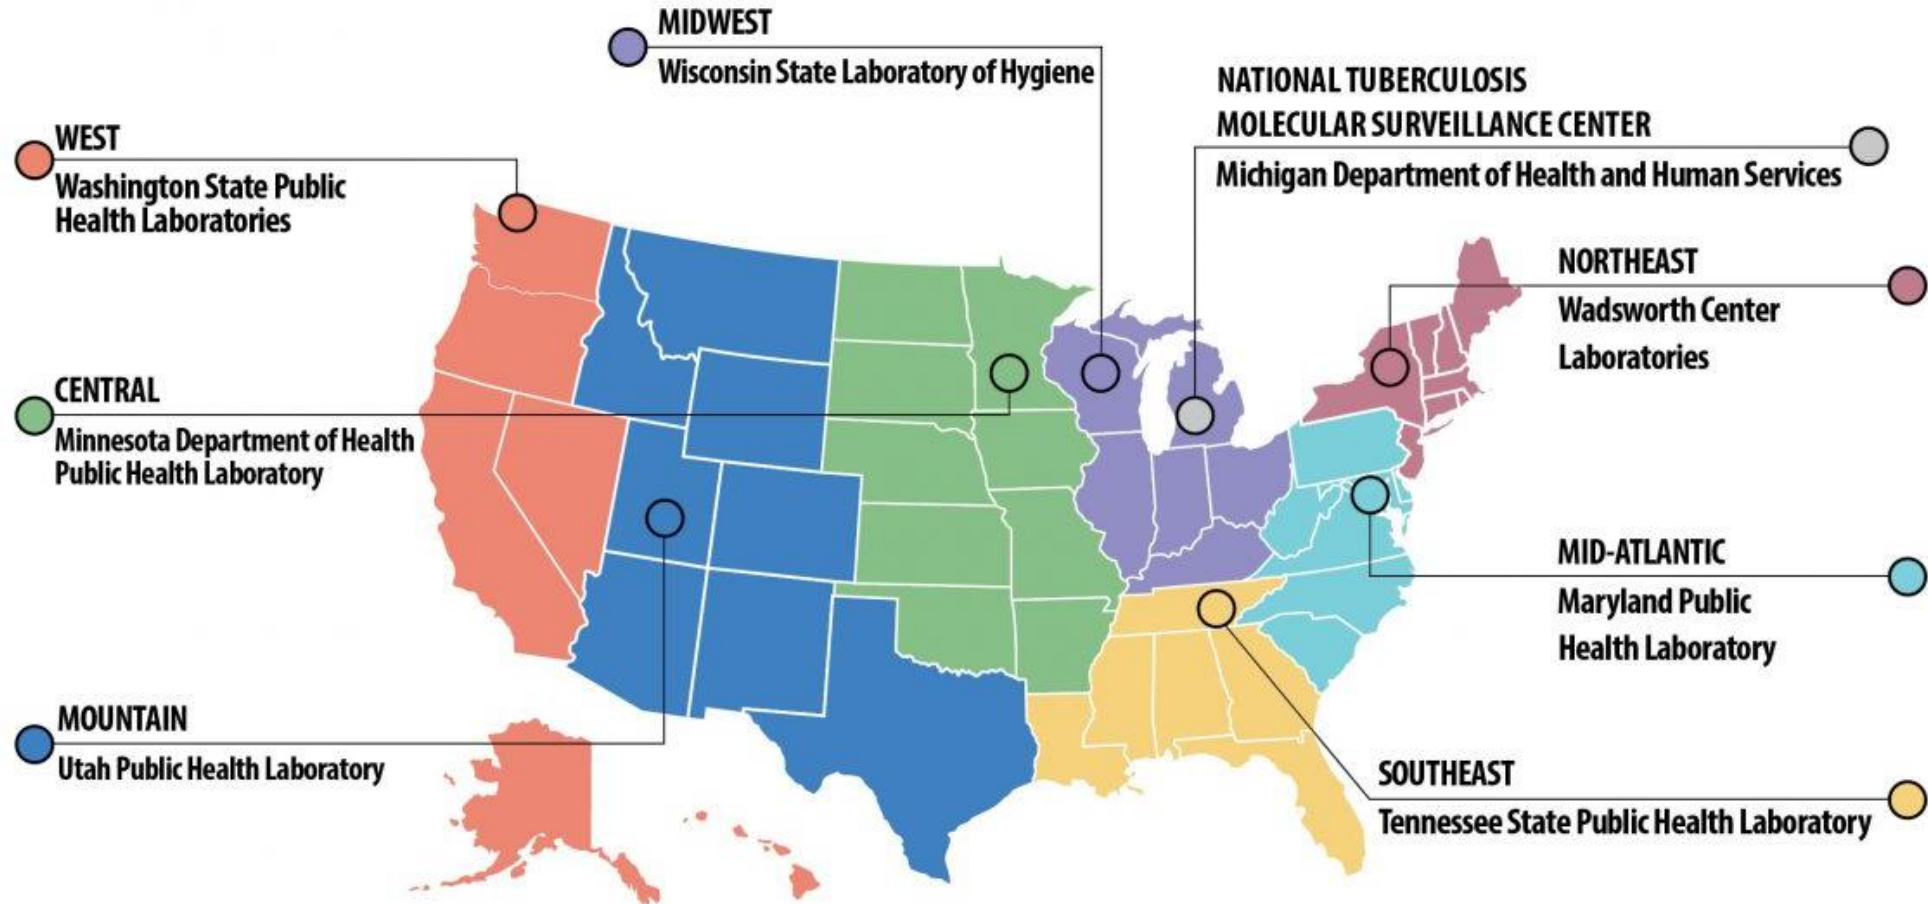 MIDWEST
Wisconsin State Laboratory of Hygiene
NATIONAL TUBERCULOSIS
MOLECULAR SURVEILLANCE CENTER
Michigan Department of Health and Human Services
WEST
Washington State Public
Health Laboratories
NORTHEAST
Wadsworth Center
Laboratories
CENTRAL
Minnesota Department of Health
Public Health Laboratory
MID-ATLANTIC
Maryland Public
Health Laboratory
MOUNTAIN
Utah Public Health Laboratory
SOUTHEAST
Tennessee State Public Health Laboratory